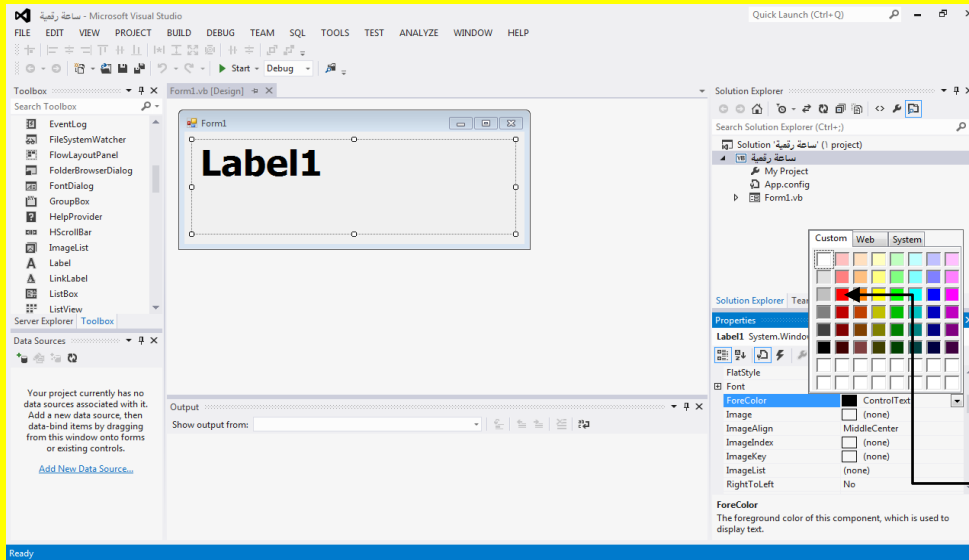 ساعة رقمية - Microsoft Visual Studio
Quick Launch (Ctrl+Q)
FILE EDIT VIEW PROJECT BUILD DEBUG TEAM SQL TOOLS TEST ANALYZE WINDOW HELP
Start Debug
Toolbox
Search Toolbox
EventLog
FileSystemWatcher
FlowLayoutPanel
FolderBrowserDialog
FontDialog
GroupBox
HelpProvider
HScrollBar
ImageList
Label
LinkLabel
ListBox
ListView
Server Explorer Toolbox
Data Sources
Your project currently has no
data sources associated with it.
Add a new data source, then
data-bind items by dragging
from this window onto forms
or existing controls.
Add New Data Source...
Form1.vb [Design]
Form1
Label1
Output
Show output from:
Solution Explorer
Search Solution Explorer (Ctrl+;)
Solution 'ساعة رقمية' (١ project)
ساعة رقمية
My Project
App.config
Form1.vb
Custom Web System
Solution Explorer Tea
Properties
Label1 System.Windo
FlatStyle
Font
ForeColor ControlText
Image (none)
ImageAlign MiddleCenter
ImageIndex (none)
ImageKey (none)
ImageList (none)
RightToLeft No
ForeColor
The foreground color of this component, which is used to
display text.
Ready